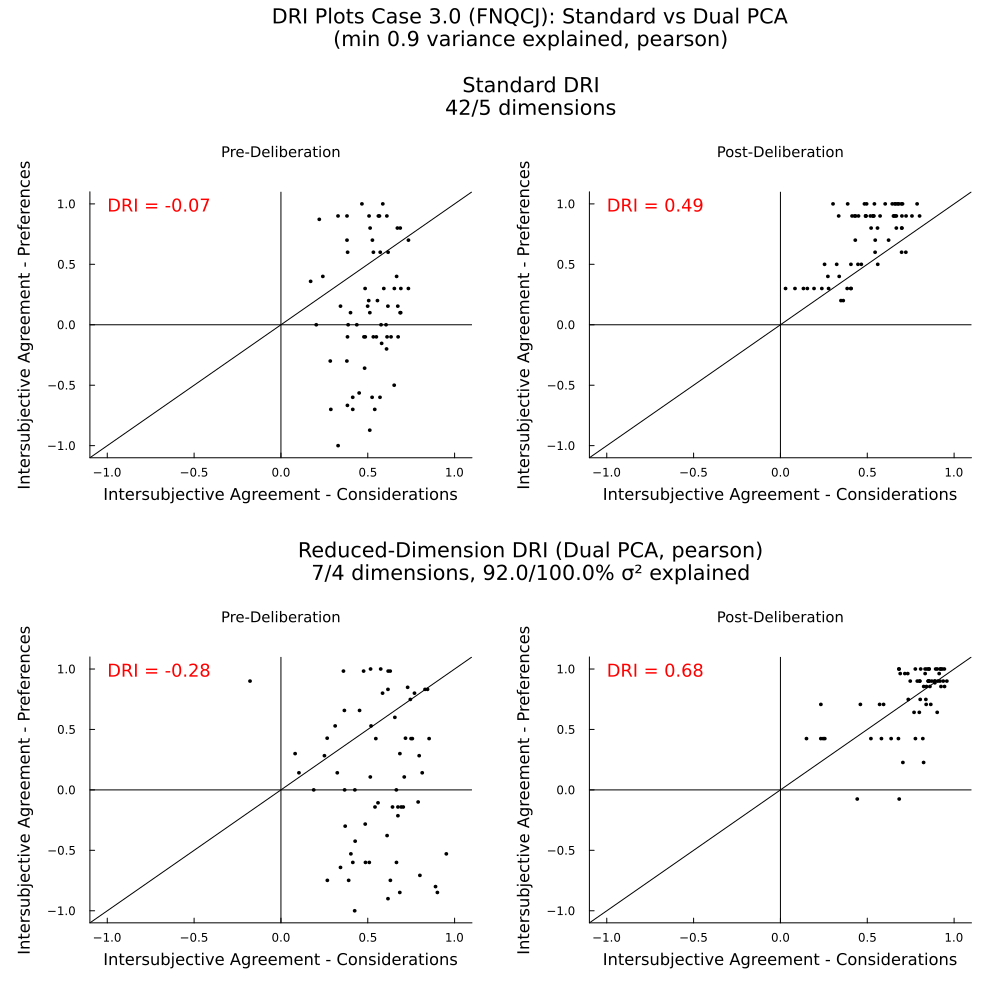 DRI Plots Case 3.0 (FNQCJ): Standard vs Dual PCA
(min 0.9 variance explained, pearson)
Standard DRI
42/5 dimensions
Pre-Deliberation
DRI = -0.07
Intersubjective Agreement - Preferences
1.0
0.5
0.0
−0.5
−1.0
−1.0 −0.5 0.0 0.5 1.0
Intersubjective Agreement - Considerations
Post-Deliberation
DRI = 0.49
Intersubjective Agreement - Preferences
1.0
0.5
0.0
−0.5
−1.0
−1.0 −0.5 0.0 0.5 1.0
Intersubjective Agreement - Considerations
Reduced-Dimension DRI (Dual PCA, pearson)
7/4 dimensions, 92.0/100.0% σ² explained
Pre-Deliberation
DRI = -0.28
Intersubjective Agreement - Preferences
1.0
0.5
0.0
−0.5
−1.0
−1.0 −0.5 0.0 0.5 1.0
Intersubjective Agreement - Considerations
Post-Deliberation
DRI = 0.68
Intersubjective Agreement - Preferences
1.0
0.5
0.0
−0.5
−1.0
−1.0 −0.5 0.0 0.5 1.0
Intersubjective Agreement - Considerations